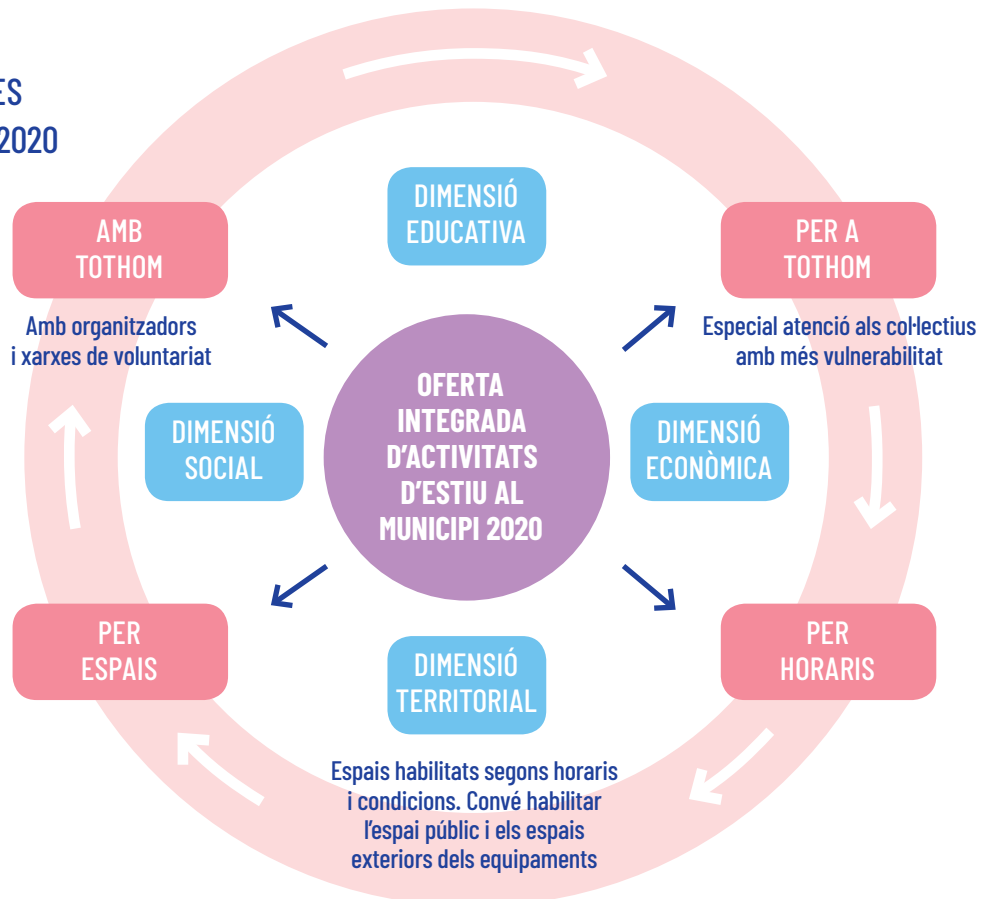 ES
2020
DIMENSIÓ
EDUCATIVA
AMB
TOTHOM
PER A
TOTHOM
Amb organitzadors
i xarxes de voluntariat
Especial atenció als col·lectius
amb més vulnerabilitat
OFERTA
INTEGRADA
D'ACTIVITATS
D'ESTIU AL
MUNICIPI 2020
DIMENSIÓ
SOCIAL
DIMENSIÓ
ECONÒMICA
PER
ESPAIS
PER
HORARIS
DIMENSIÓ
TERRITORIAL
Espais habilitats segons horaris
i condicions. Convé habilitar
l'espai públic i els espais
exteriors dels equipaments